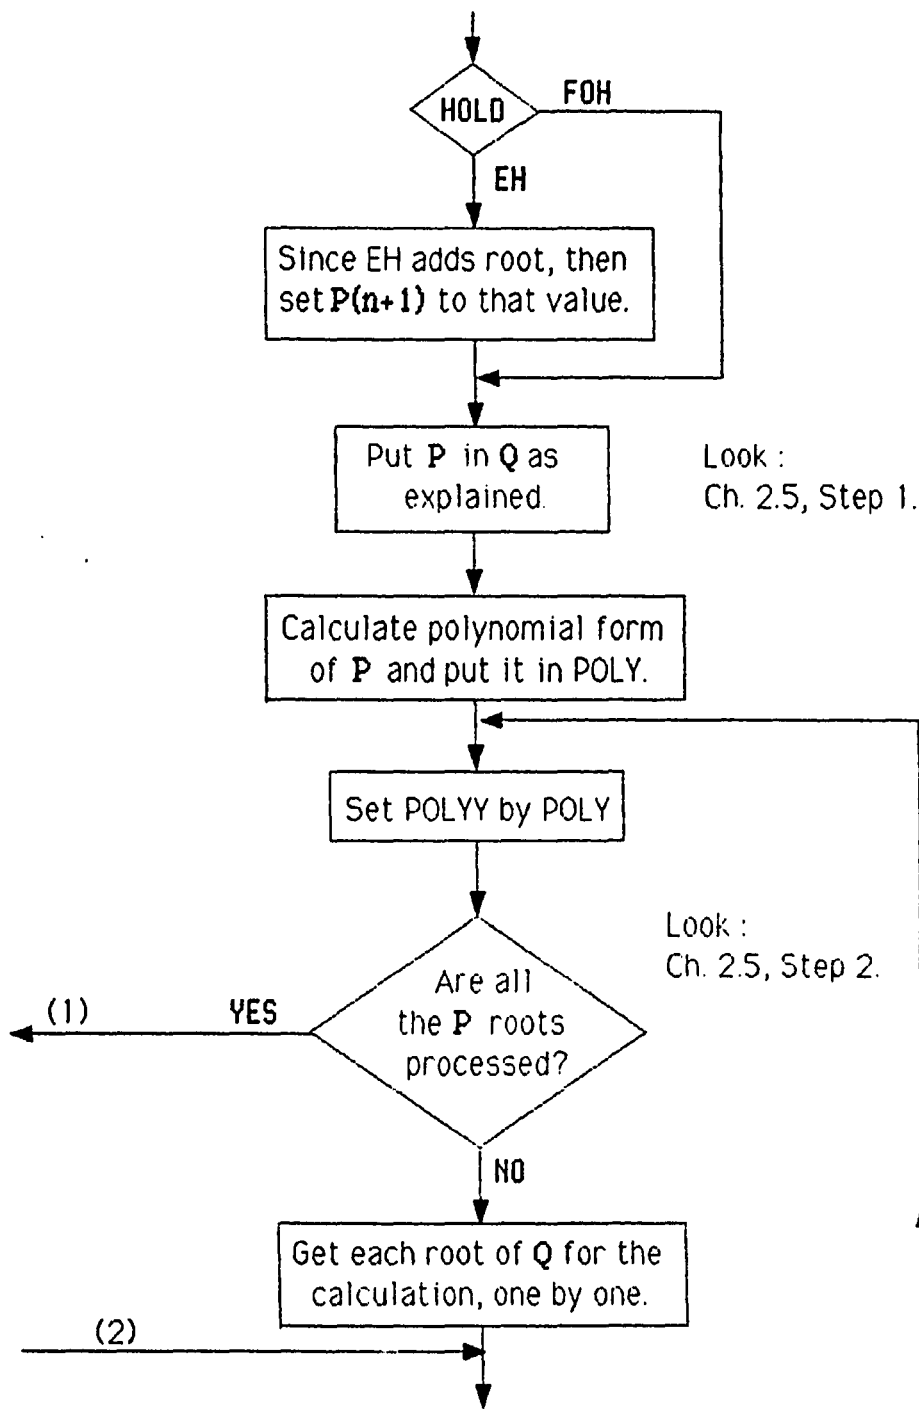 HOLD
FOH
EH
Since EH adds root, then
set P(n+1) to that value.
Put P in Q as
explained.
Look :
Ch. 2.5, Step 1.
Calculate polynomial form
of P and put it in POLY.
Set POLYY by POLY
Look :
Ch. 2.5, Step 2.
Are all
the P roots
processed?
(1)
YES
NO
Get each root of Q for the
calculation, one by one.
(2)